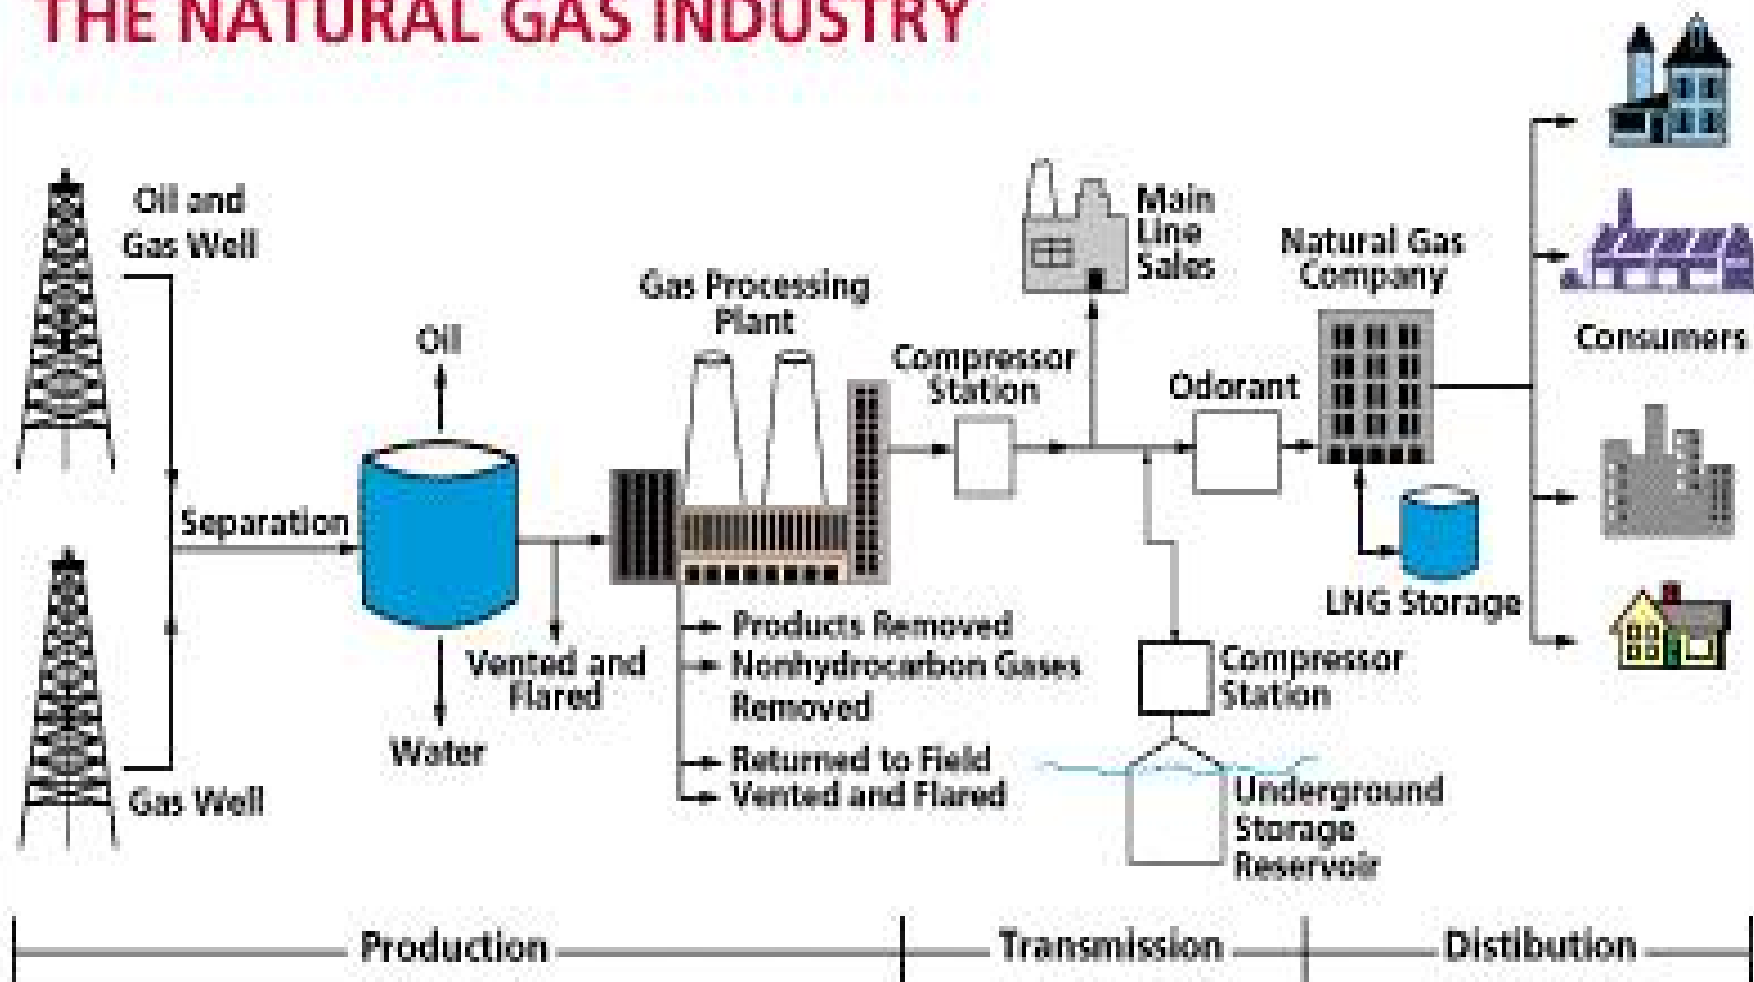 THE NATURAL GAS INDUSTRY
Oil and
Gas Well
Gas Well
Separation
Oil
Water
Vented and
Flared
Gas Processing
Plant
Products Removed
Nonhydrocarbon Gases
Removed
Returned to Field
Vented and Flared
Compressor
Station
Main
Line
Sales
Compressor
Station
Underground
Storage
Reservoir
Odorant
Natural Gas
Company
LNG Storage
Consumers
Production
Transmission
Distibution